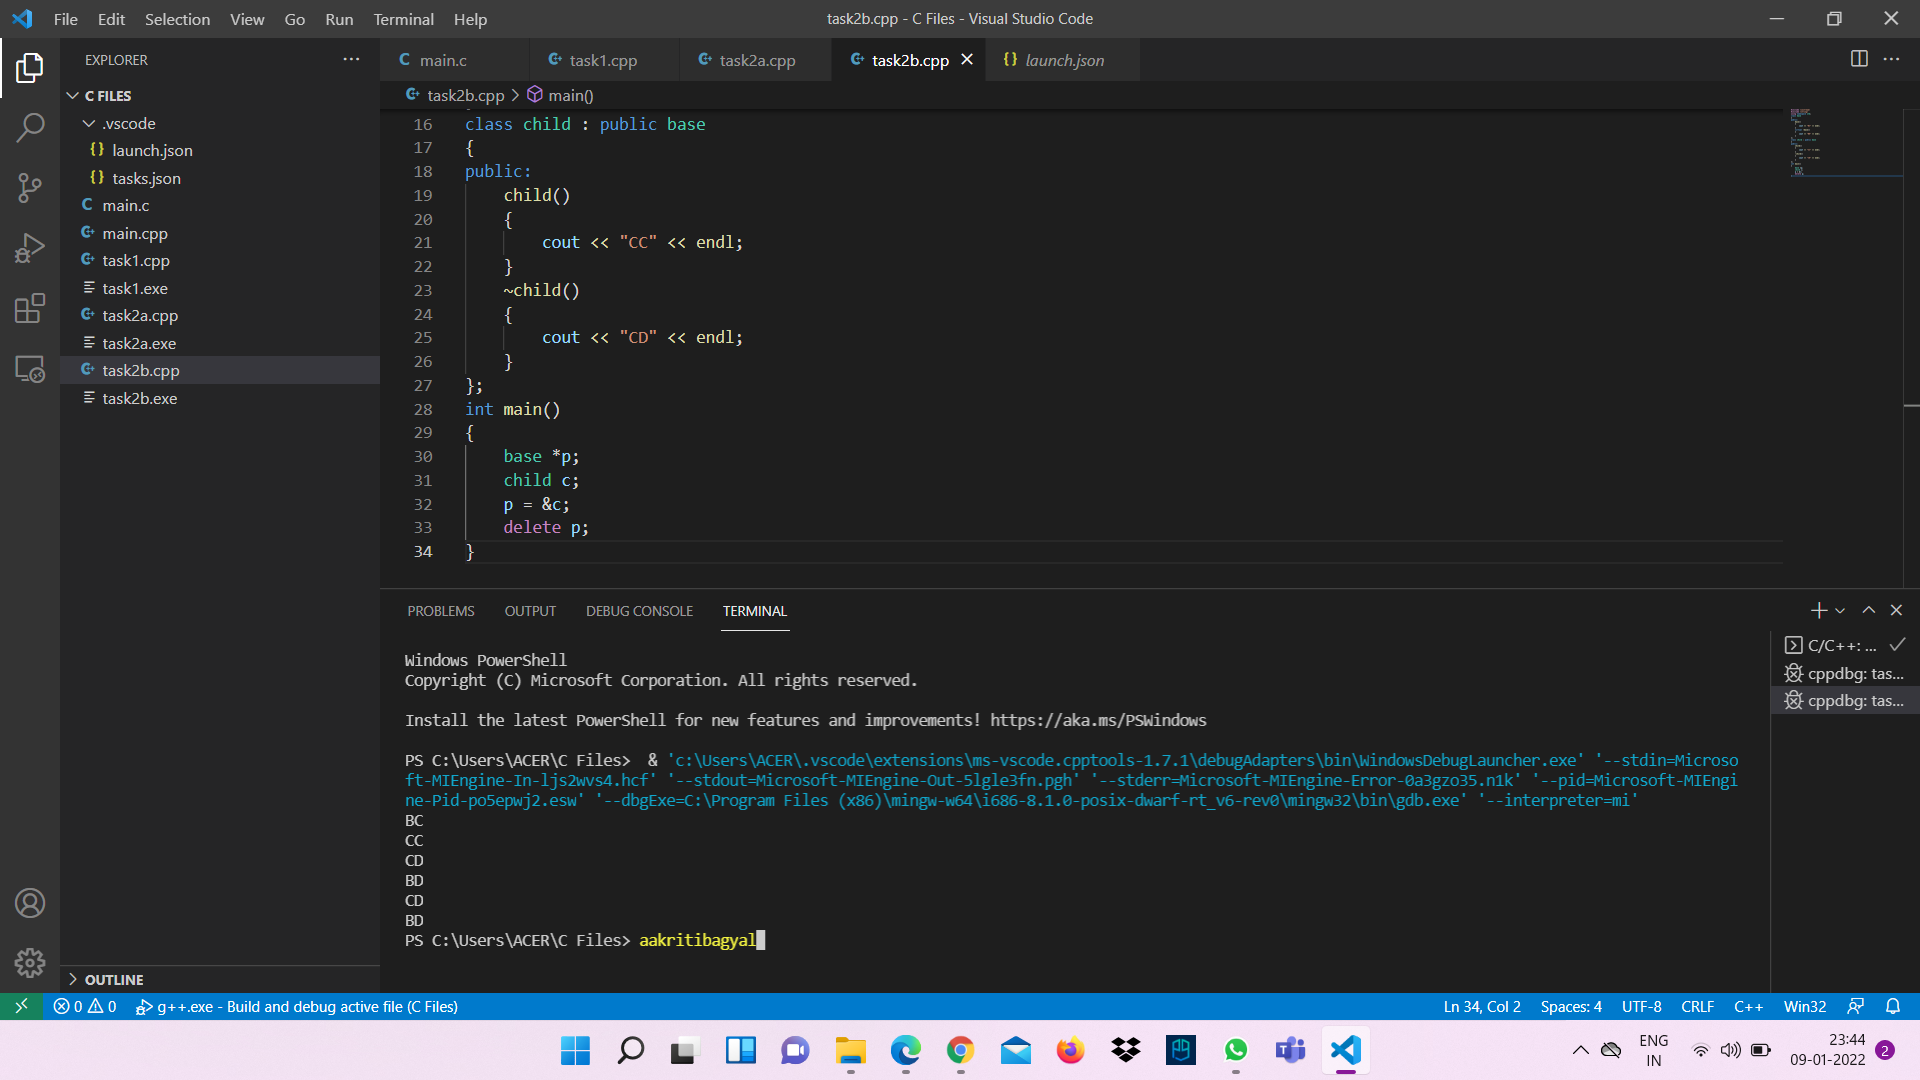 File Edit Selection View Go Run Terminal Help
task2b.cpp - C Files - Visual Studio Code
EXPLORER
C FILES
.vscode
launch.json
tasks.json
main.c
main.cpp
task1.cpp
task1.exe
task2a.cpp
task2a.exe
task2b.cpp
task2b.exe
OUTLINE
main.c task1.cpp task2a.cpp task2b.cpp launch.json
task2b.cpp > main()
16 class child : public base
17 {
18 public:
19 child()
20 {
21 cout << "CC" << endl;
22 }
23 ~child()
24 {
25 cout << "CD" << endl;
26 }
27 };
28 int main()
29 {
30 base *p;
31 child c;
32 p = &c;
33 delete p;
34 }
PROBLEMS OUTPUT DEBUG CONSOLE TERMINAL
C/C++: ...
cppdbg: tas...
cppdbg: tas...
Windows PowerShell
Copyright (C) Microsoft Corporation. All rights reserved.
Install the latest PowerShell for new features and improvements! https://aka.ms/PSWindows
PS C:\Users\ACER\C Files>  & 'c:\Users\ACER\.vscode\extensions\ms-vscode.cpptools-1.7.1\debugAdapters\bin\WindowsDebugLauncher.exe' '--stdin=Microso
ft-MIEngine-In-ljs2wvs4.hcf' '--stdout=Microsoft-MIEngine-Out-5lgle3fn.pgh' '--stderr=Microsoft-MIEngine-Error-0a3gzo35.n1k' '--pid=Microsoft-MIEngi
ne-Pid-po5epwj2.esw' '--dbgExe=C:\Program Files (x86)\mingw-w64\i686-8.1.0-posix-dwarf-rt_v6-rev0\mingw32\bin\gdb.exe' '--interpreter=mi'
BC
CC
CD
BD
CD
BD
PS C:\Users\ACER\C Files> aakritibagyal
0 0 g++.exe - Build and debug active file (C Files) Ln 34, Col 2 Spaces: 4 UTF-8 CRLF C++ Win32
ENG
IN
23:44
09-01-2022
2